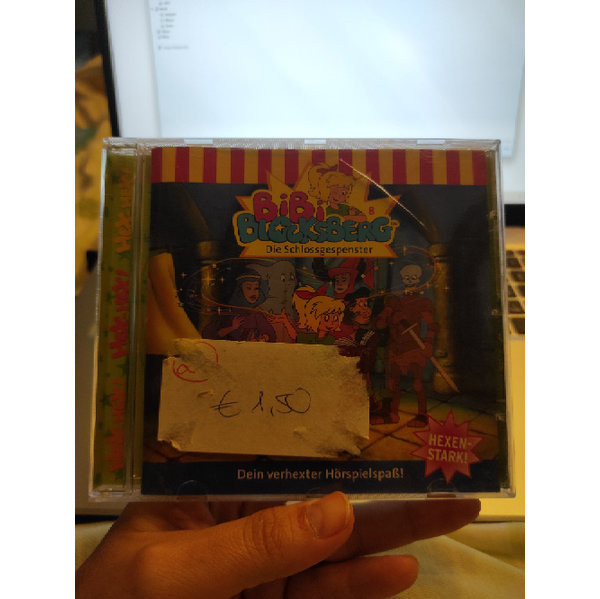 BiBi
8
BLOCKSBERG
Die Schlossgespenster
a.
€ 1,50
HEXEN-
STARK!
Dein verhexter Hörspielspaß!